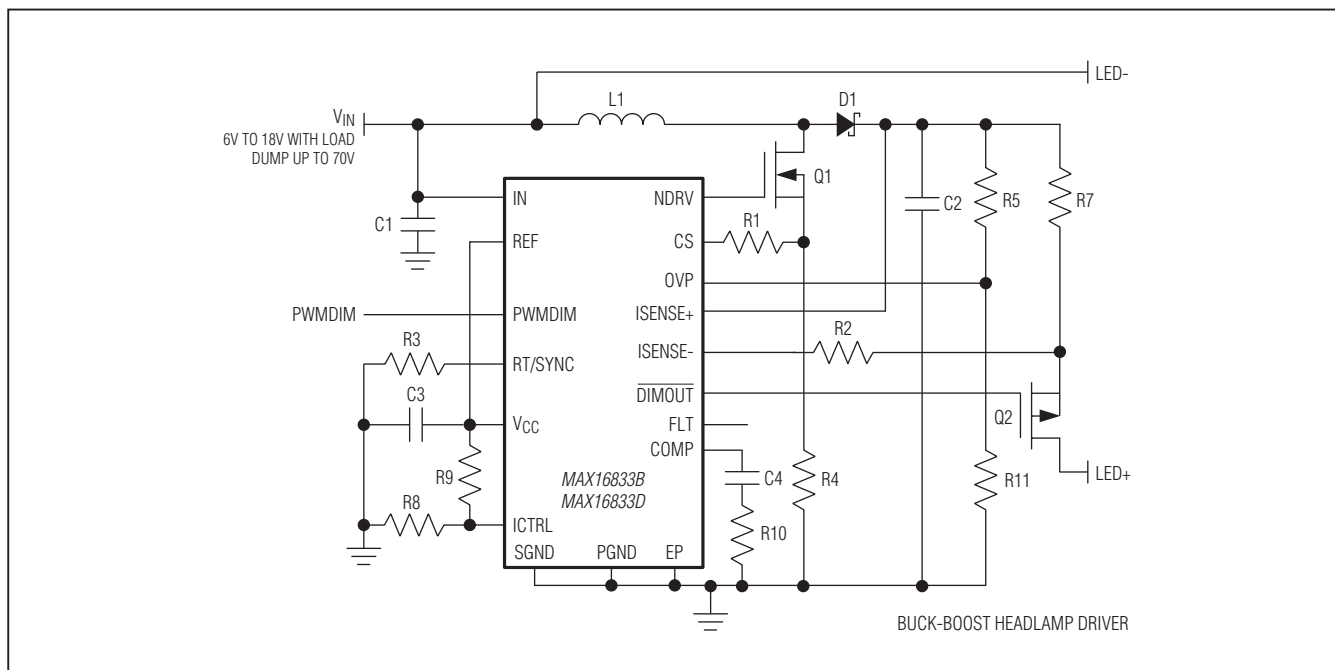 LED-
L1
D1
VIN
6V TO 18V WITH LOAD
DUMP UP TO 70V
Q1
IN
NDRV
C2
R5
R7
C1
R1
REF
CS
OVP
PWMDIM
PWMDIM
ISENSE+
R2
R3
ISENSE-
RT/SYNC
C3
DIMOUT
Q2
VCC
FLT
COMP
R9
MAX16833B
C4
R4
R11
LED+
MAX16833D
R8
R10
ICTRL
SGND
PGND
EP
BUCK-BOOST HEADLAMP DRIVER